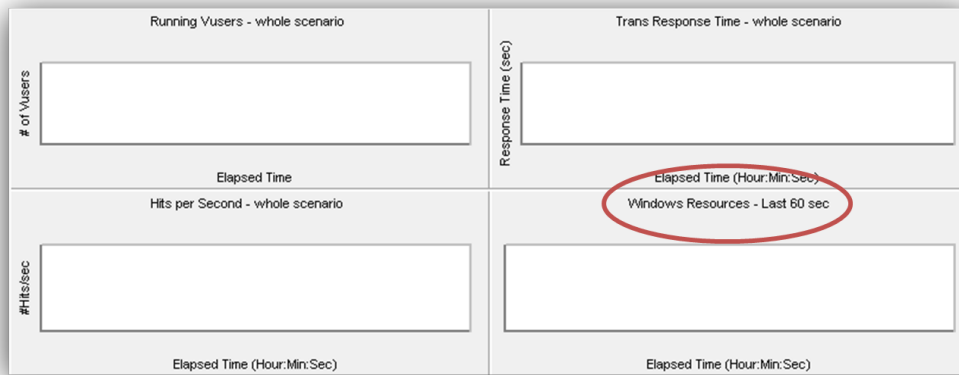 Running Vusers - whole scenario
# of Vusers
Elapsed Time
Trans Response Time - whole scenario
Response Time (sec)
Elapsed Time (Hour:Min:Sec)
Hits per Second - whole scenario
#Hits/sec
Elapsed Time (Hour:Min:Sec)
Windows Resources - Last 60 sec
Elapsed Time (Hour:Min:Sec)